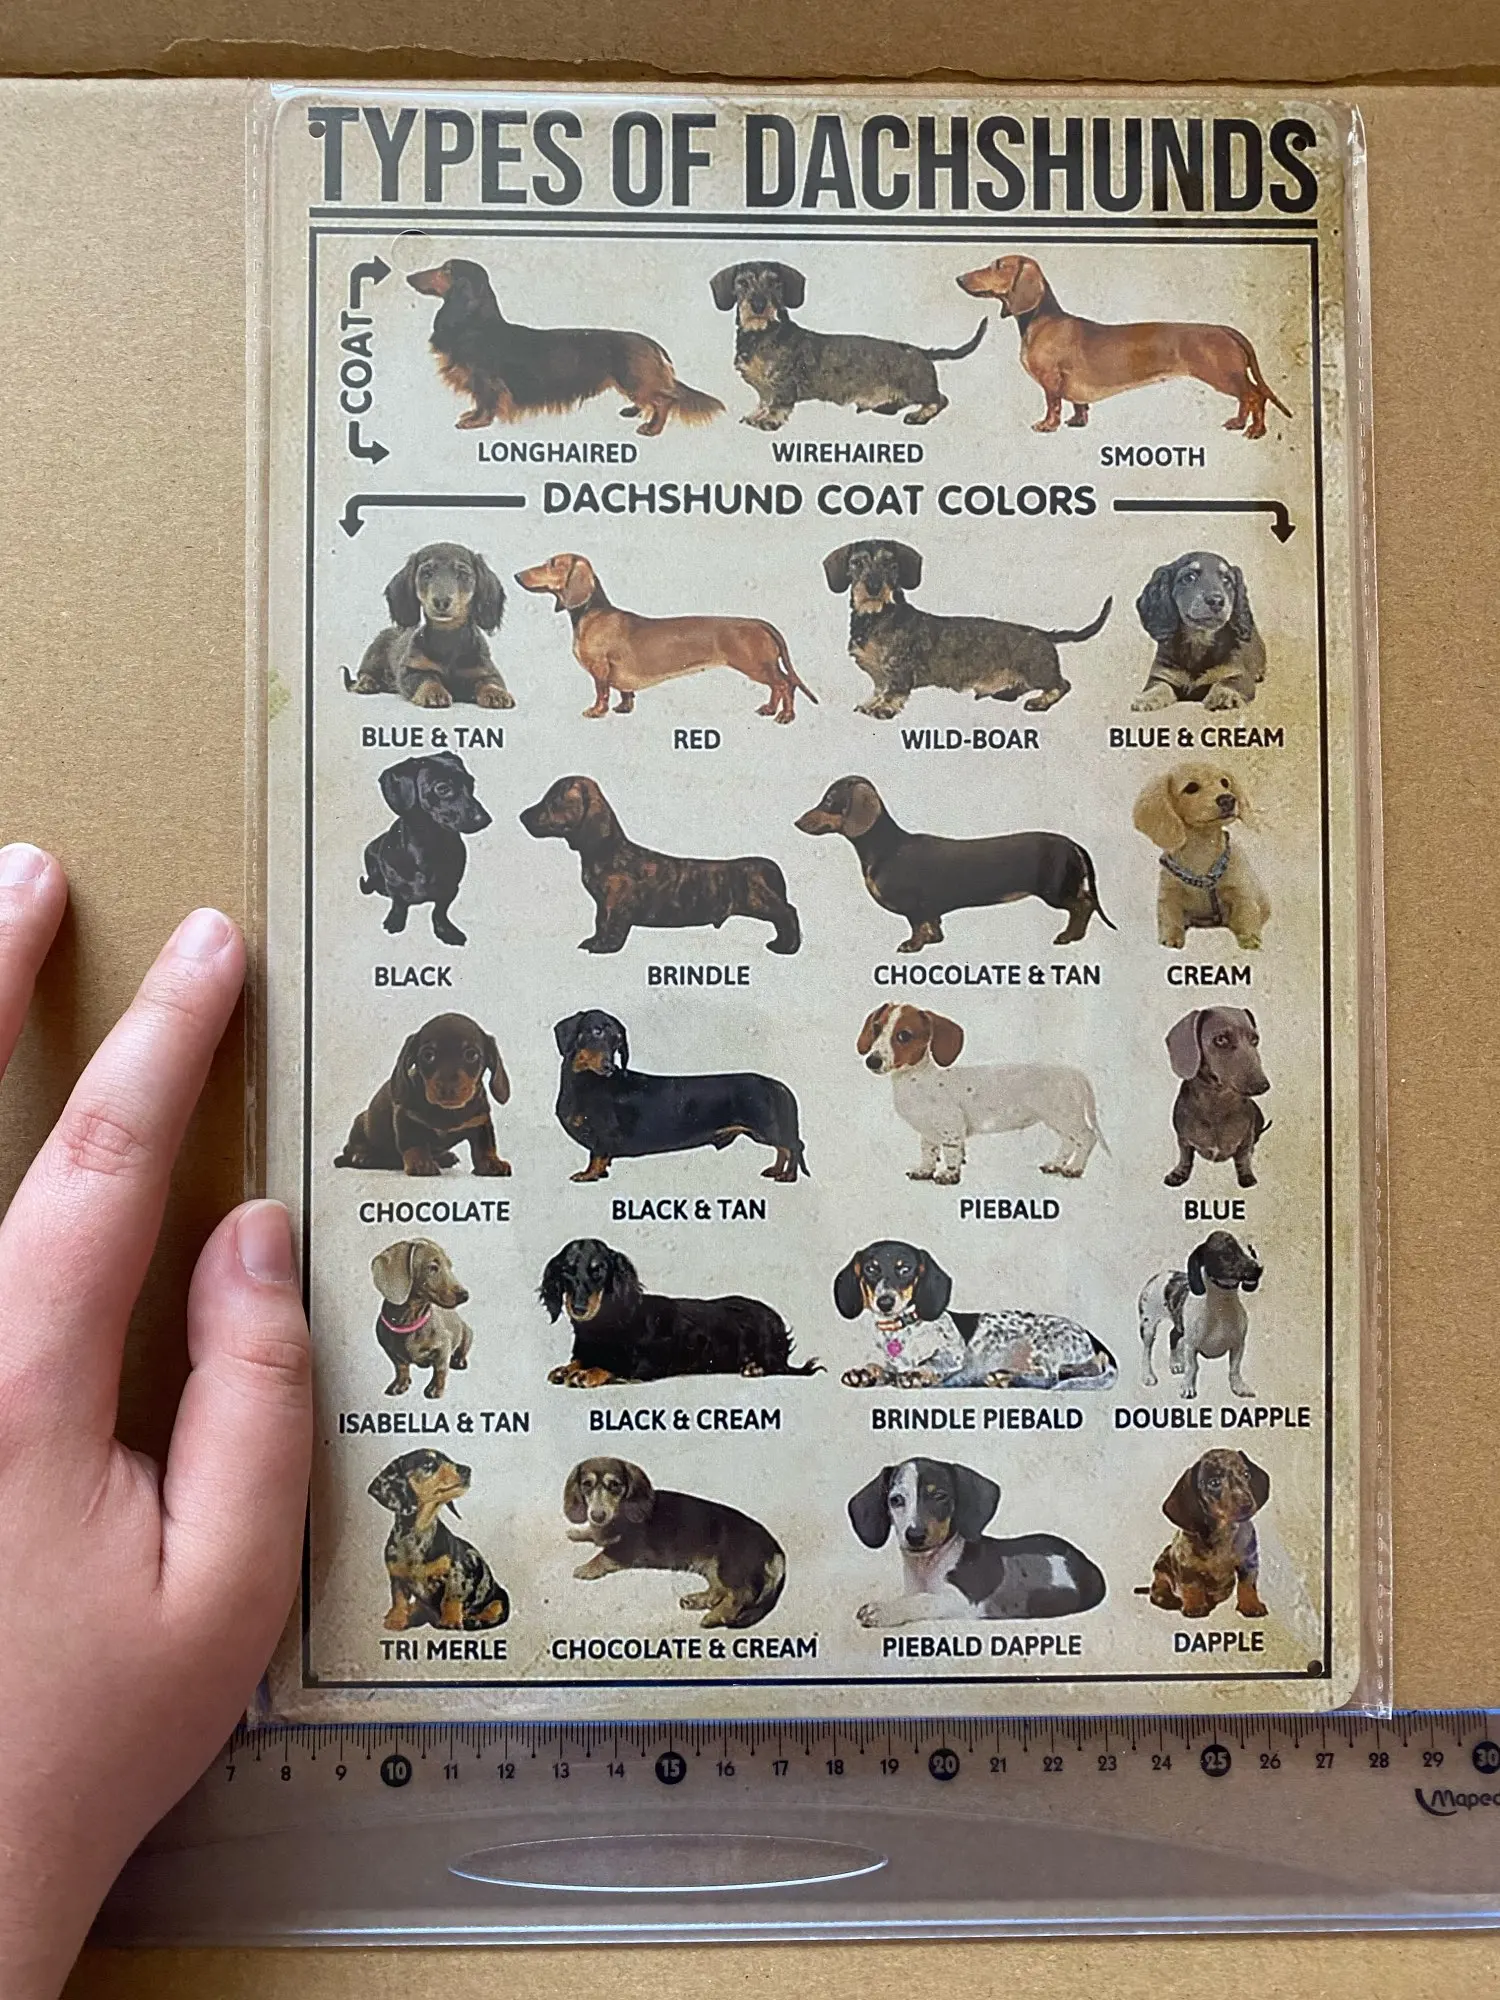 TYPES OF DACHSHUNDS
COAT
LONGHAIRED WIREHAIRED SMOOTH
DACHSHUND COAT COLORS
BLUE & TAN RED WILD-BOAR BLUE & CREAM
BLACK BRINDLE CHOCOLATE & TAN CREAM
CHOCOLATE BLACK & TAN PIEBALD BLUE
ISABELLA & TAN BLACK & CREAM BRINDLE PIEBALD DOUBLE DAPPLE
TRI MERLE CHOCOLATE & CREAM PIEBALD DAPPLE DAPPLE
7 8 9 10 11 12 13 14 15 16 17 18 19 20 21 22 23 24 25 26 27 28 29 30
Maped